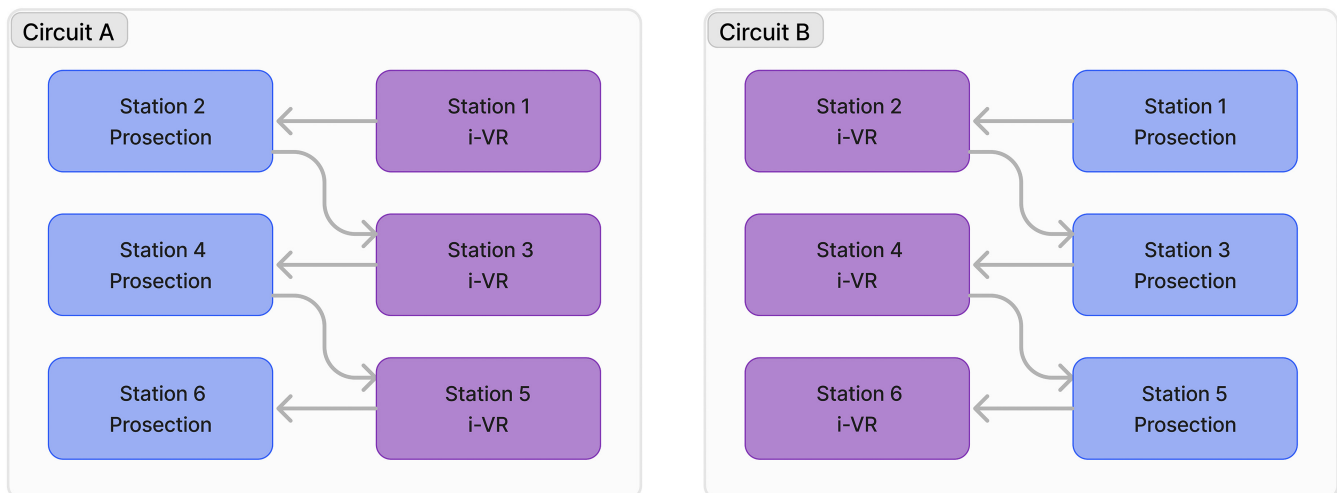 Circuit A
Station 2
Prosection
Station 1
i-VR
Station 4
Prosection
Station 3
i-VR
Station 6
Prosection
Station 5
i-VR
Circuit B
Station 2
i-VR
Station 1
Prosection
Station 4
i-VR
Station 3
Prosection
Station 6
i-VR
Station 5
Prosection